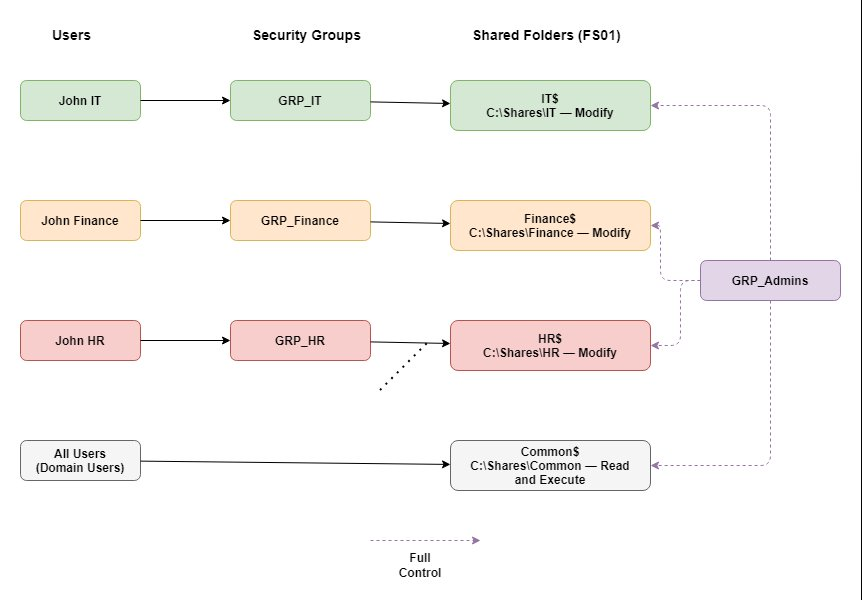 Users
Security Groups
Shared Folders (FS01)
John IT
GRP_IT
IT$
C:\Shares\IT — Modify
John Finance
GRP_Finance
Finance$
C:\Shares\Finance — Modify
GRP_Admins
John HR
GRP_HR
HR$
C:\Shares\HR — Modify
All Users
(Domain Users)
Common$
C:\Shares\Common — Read
and Execute
Full
Control